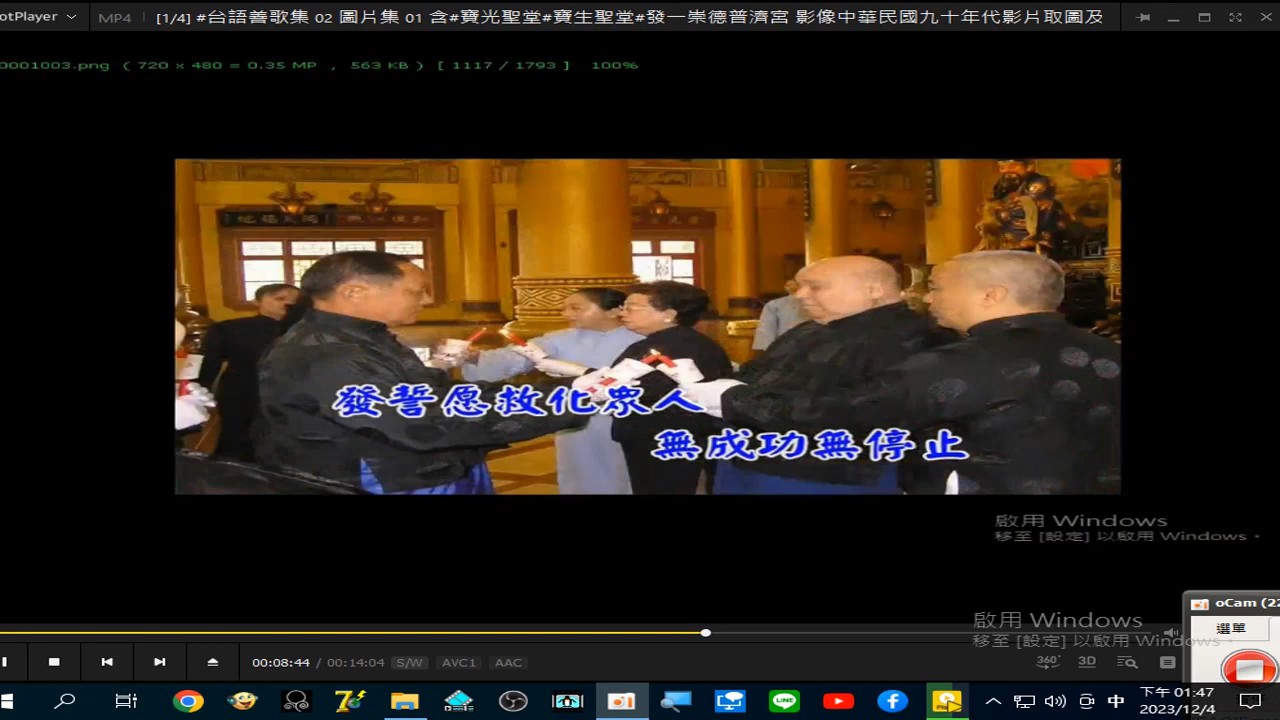 otPlayer
MP4
[1/4] #台語善歌集 02 圖片集 01 含#寶光聖堂#寶生聖堂#發一崇德普濟宮 影像中華民國九十年代影片取圖及
0001003.png ( 720 x 480 = 0.35 MP , 563 KB ) [ 1117 / 1793 ] 100%
發誓愿救化眾人
無成功無停止
啟用 Windows
移至 [設定] 以啟用 Windows。
oCam (22
啟用 Windows
選單
移至 [設定] 以啟用 Windows。
00:08:44 / 00:14:04 S/W AVC1 AAC
360° 3D
下午 01:47
中
2023/12/4